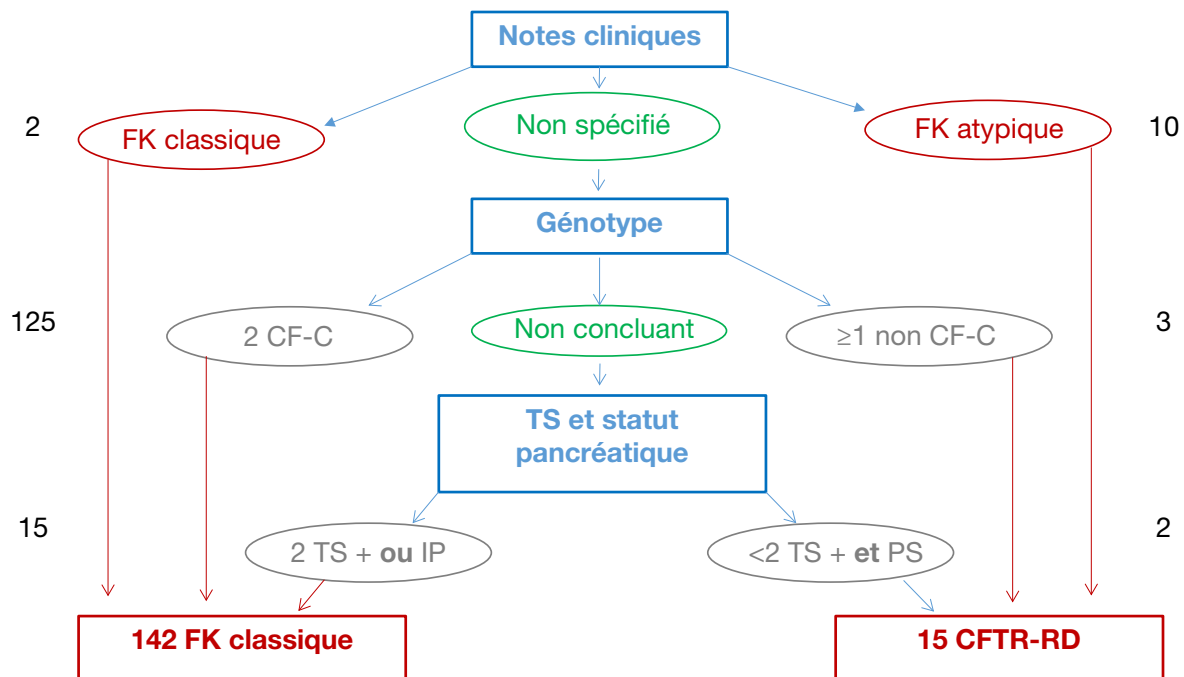 Notes cliniques
2
FK classique
Non spécifié
FK atypique
10
Génotype
125
2 CF-C
Non concluant
≥1 non CF-C
3
TS et statut
pancréatique
15
2 TS + ou IP
<2 TS + et PS
2
142 FK classique
15 CFTR-RD